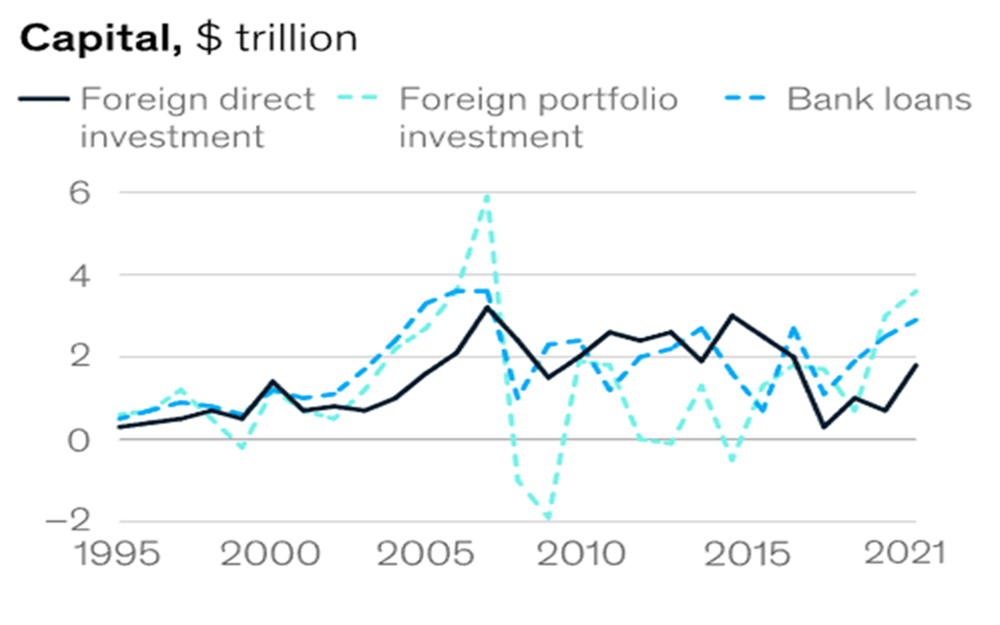 Capital, $ trillion
Foreign direct investment
Foreign portfolio investment
Bank loans
6
4
2
0
−2
1995 2000 2005 2010 2015 2021